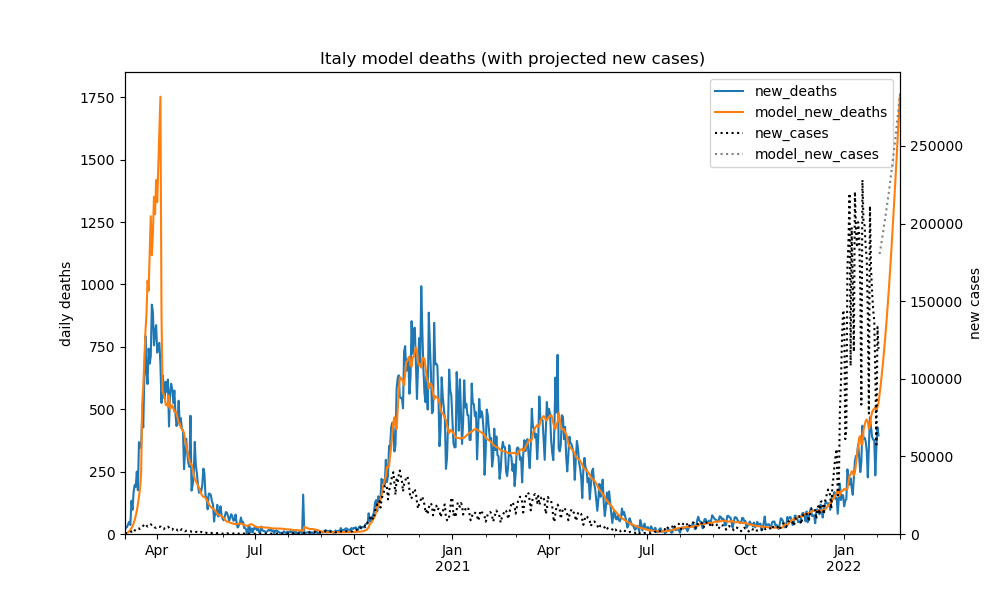 Italy model deaths (with projected new cases)
new_deaths
model_new_deaths
new_cases
model_new_cases
daily deaths
1750
1500
1250
1000
750
500
250
0
new cases
250000
200000
150000
100000
50000
0
Apr
Jul
Oct
Jan
2021
Apr
Jul
Oct
Jan
2022